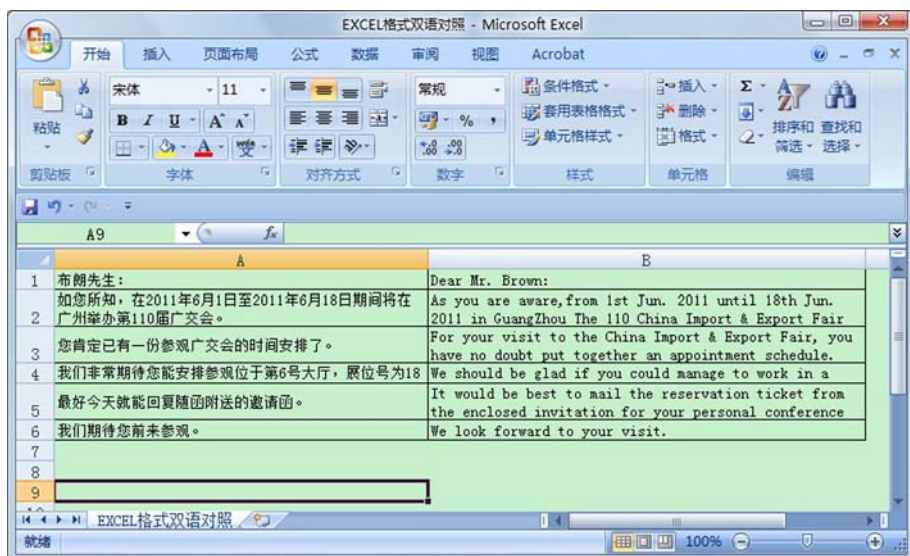 EXCEL格式双语对照 - Microsoft Excel
开始 插入 页面布局 公式 数据 审阅 视图 Acrobat
宋体 11 常规 条件格式 插入 Σ
粘贴 B I U A A % , 套用表格格式 删除 排序和 查找和
A 变 .00 单元格样式 格式 筛选 选择
剪贴板 字体 对齐方式 数字 样式 单元格 编辑
A9 fx
A B
1 布朗先生: Dear Mr. Brown:
如您所知，在2011年6月1日至2011年6月18日期间将在 As you are aware,from 1st Jun. 2011 until 18th Jun.
2 广州举办第110届广交会。 2011 in GuangZhou The 110 China Import & Export Fair
For your visit to the China Import & Export Fair, you
3 您肯定已有一份参观广交会的时间安排了。 have no doubt put together an appointment schedule.
4 我们非常期待您能安排参观位于第6号大厅，展位号为18 We should be glad if you could manage to work in a
It would be best to mail the reservation ticket from
5 最好今天就能回复随函附送的邀请函。 the enclosed invitation for your personal conference
6 我们期待您前来参观。 We look forward to your visit.
7
8
9
EXCEL格式双语对照
就绪 100%